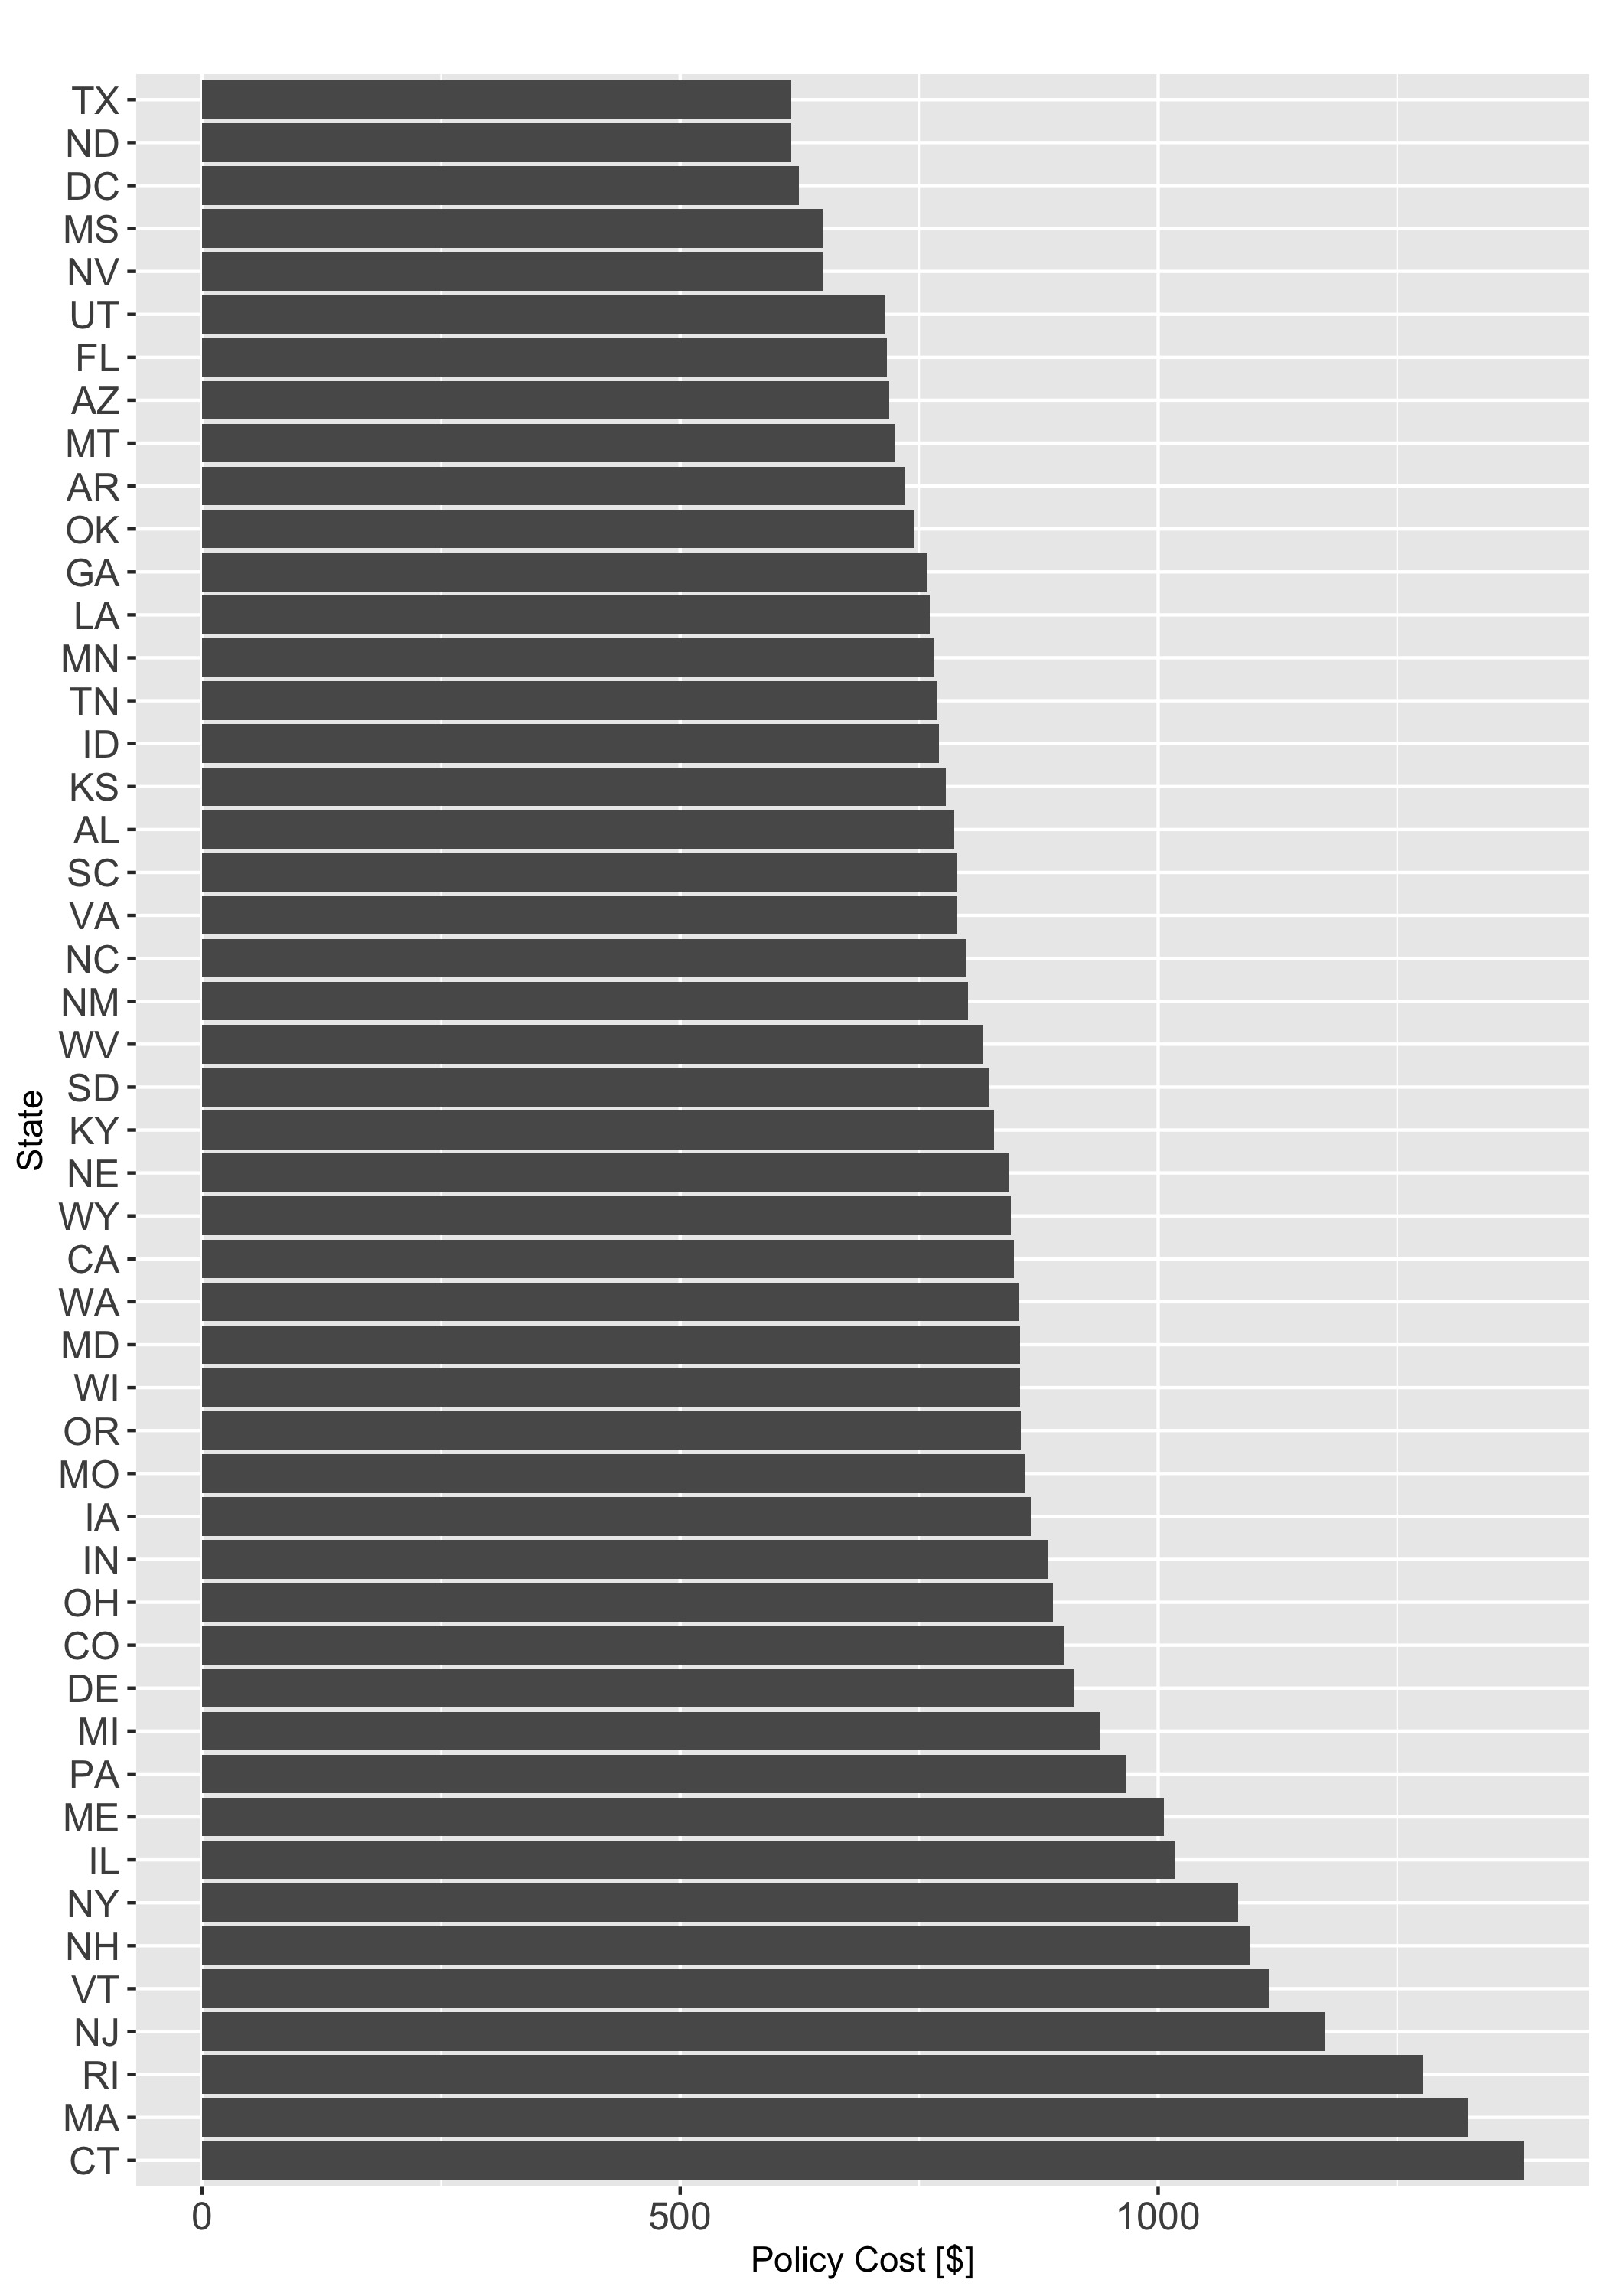 TX
ND
DC
MS
NV
UT
FL
AZ
MT
AR
OK
GA
LA
MN
TN
ID
KS
AL
SC
VA
NC
NM
WV
SD
KY
NE
WY
CA
WA
MD
WI
OR
MO
IA
IN
OH
CO
DE
MI
PA
ME
IL
NY
NH
VT
NJ
RI
MA
CT
State
0 500 1000
Policy Cost [$]